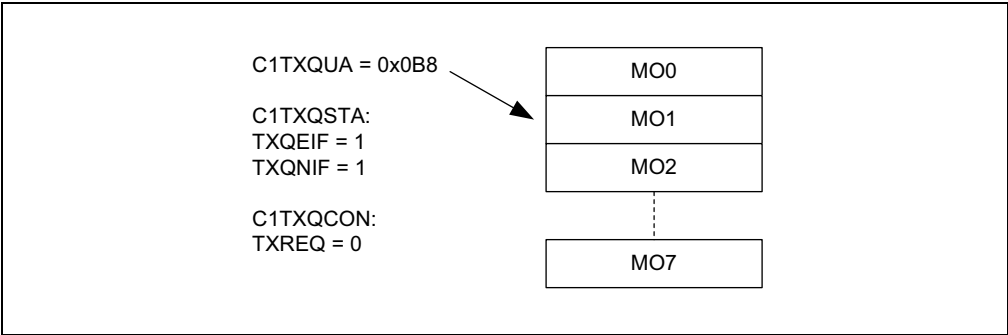 C1TXQUA = 0x0B8
C1TXQSTA:
TXQEIF = 1
TXQNIF = 1
C1TXQCON:
TXREQ = 0
MO0
MO1
MO2
MO7